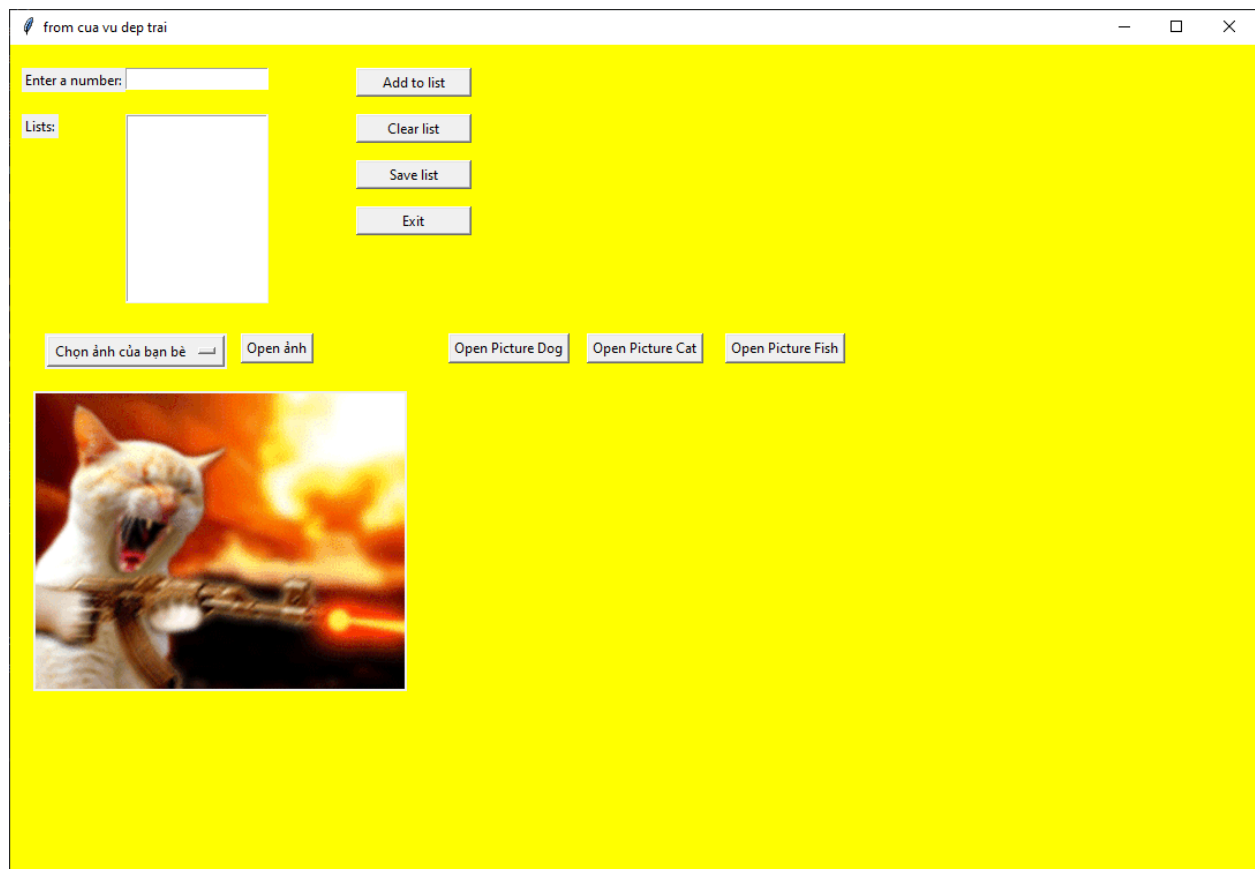 from cua vu dep trai
Enter a number:
Add to list
Lists:
Clear list
Save list
Exit
Chọn ảnh của bạn bè
Open ảnh
Open Picture Dog
Open Picture Cat
Open Picture Fish